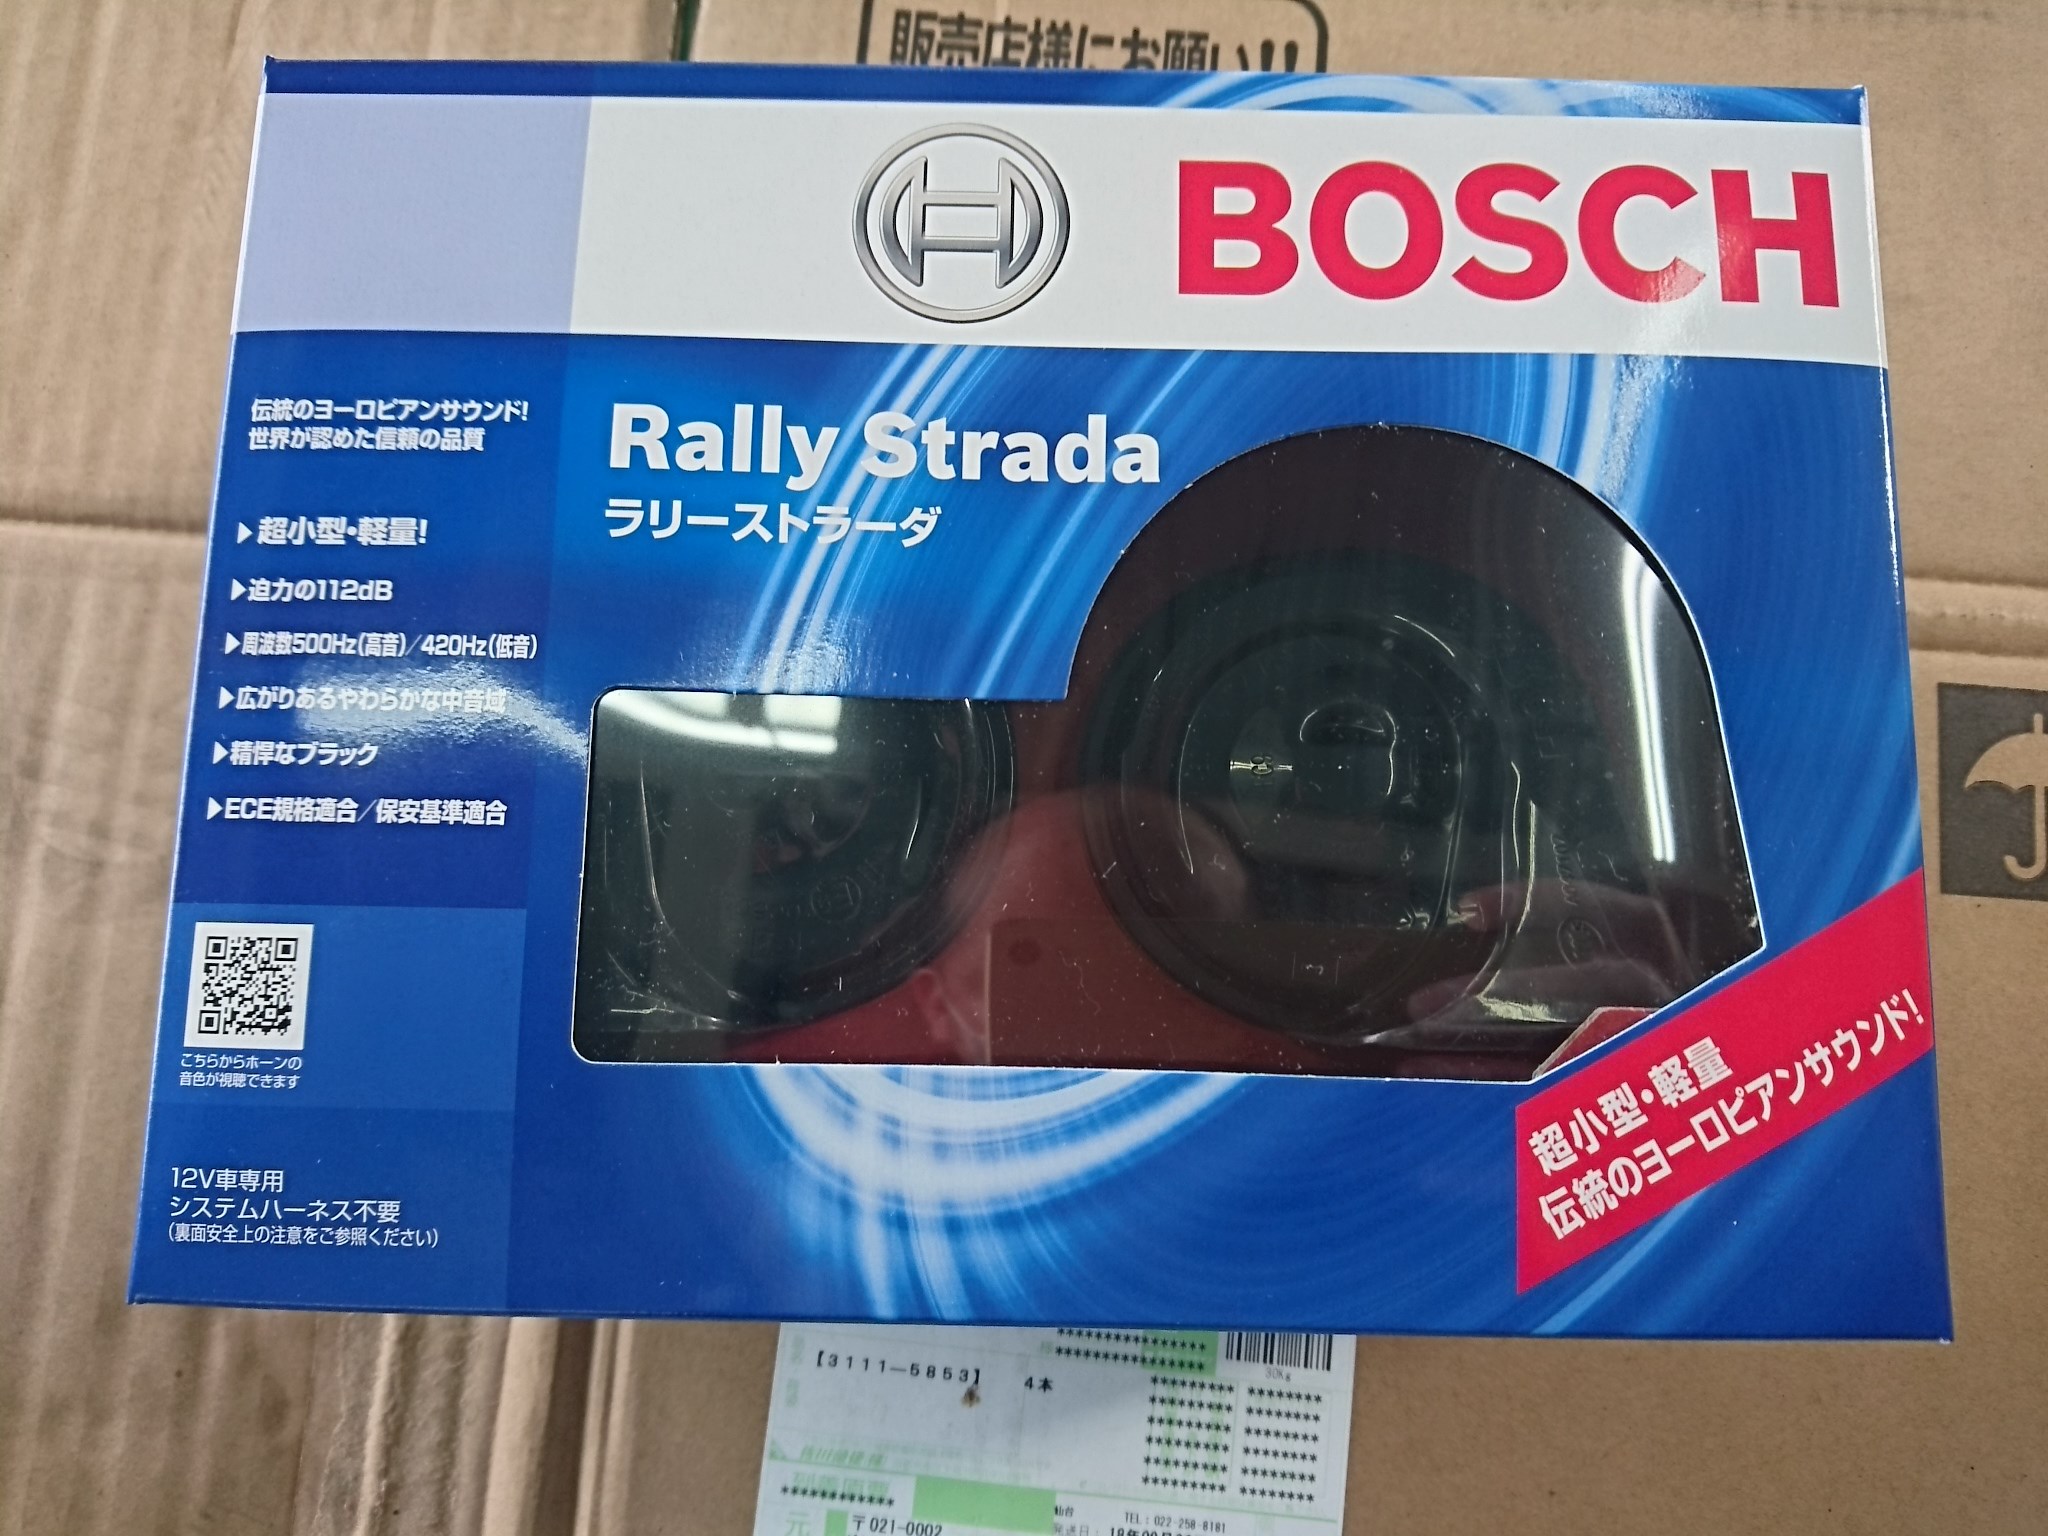 販売店様にお願い!!
BOSCH
伝統のヨーロピアンサウンド!
世界が認めた信頼の品質
Rally Strada
ラリーストラーダ
▶超小型・軽量!
▶迫力の112dB
▶周波数500Hz(高音)/420Hz(低音)
▶広がりあるやわらかな中音域
▶精悍なブラック
▶ECE規格適合/保安基準適合
こちらからホーンの
音色が視聴できます
12V車専用
システムハーネス不要
(裏面安全上の注意をご参照ください)
超小型・軽量
伝統のヨーロピアンサウンド!
【3111-5853】 4本
30Kg
元
〒021-0002
仙台
TEL: 022-258-8181